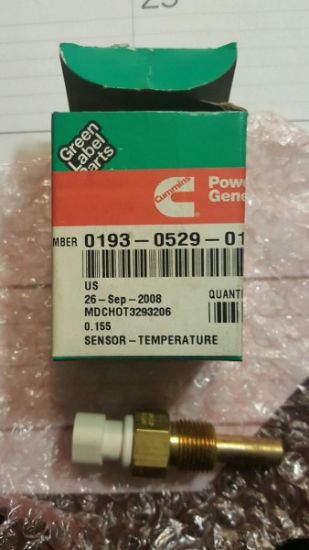 25
Green
Label
Parts
Cummins
Powe
Gene
MBER 0193-0529-01
US
26-Sep-2008
QUANTI
MDCHOT3293206
0.155
SENSOR-TEMPERATURE